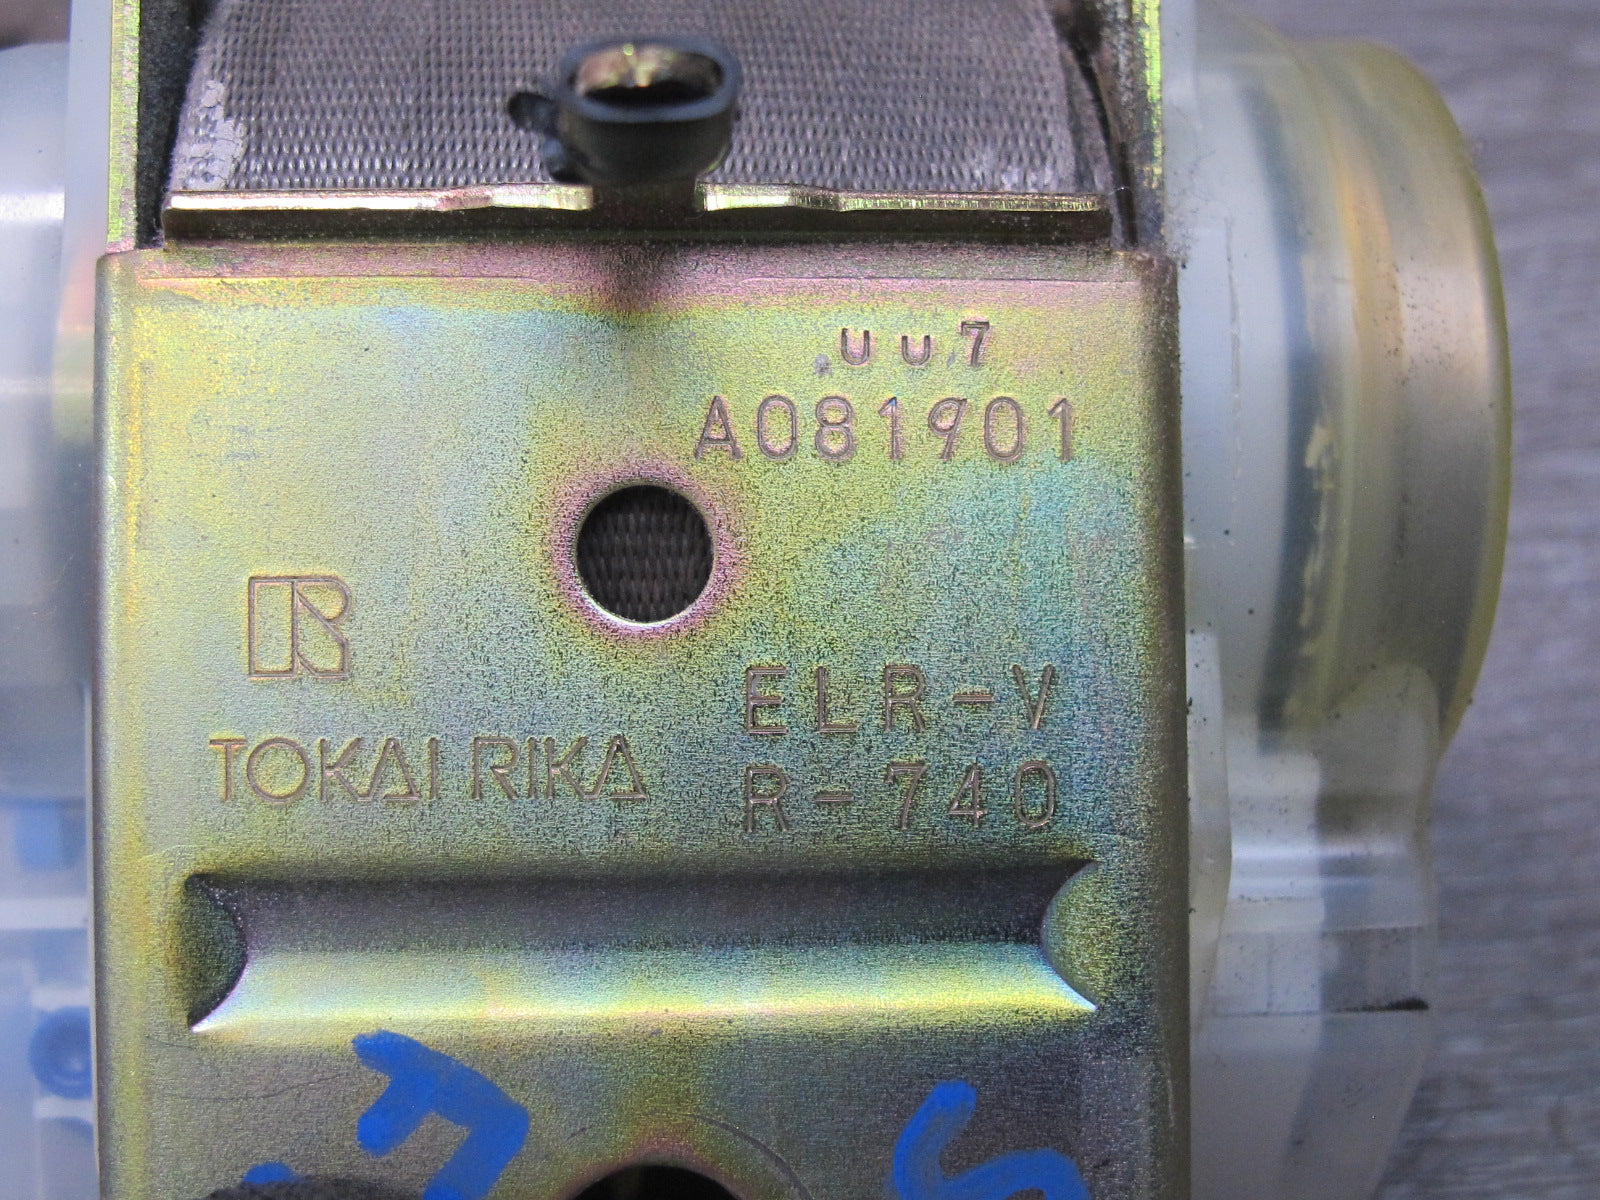 UU7
A081901
R
TOKAI RIKA
ELR-V
R-740